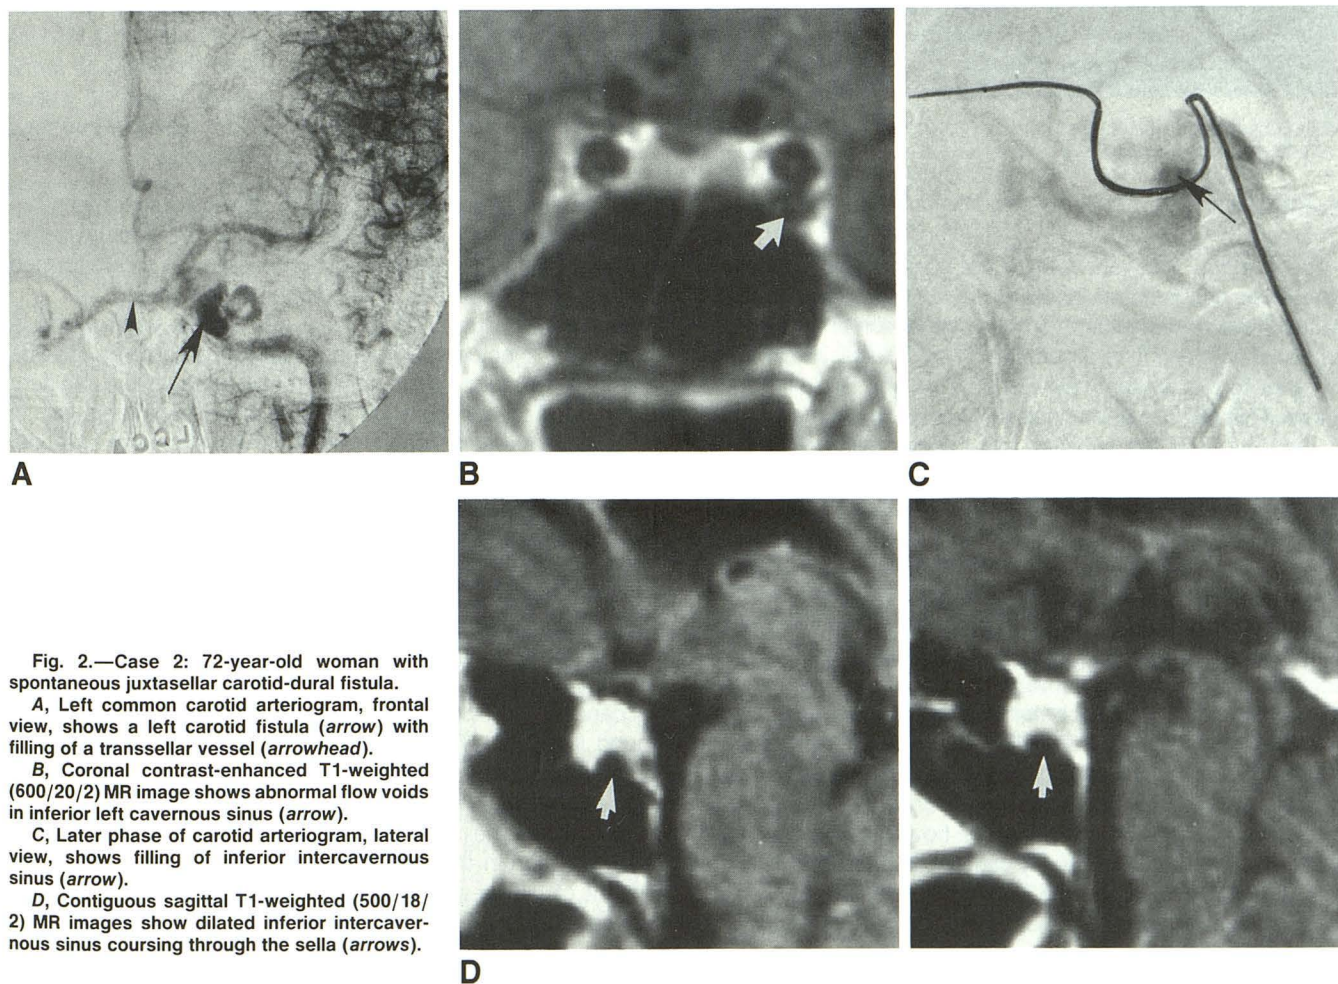 A
B
C
Fig. 2.—Case 2: 72-year-old woman with
spontaneous juxtasellar carotid-dural fistula.
A, Left common carotid arteriogram, frontal
view, shows a left carotid fistula (arrow) with
filling of a transsellar vessel (arrowhead).
B, Coronal contrast-enhanced T1-weighted
(600/20/2) MR image shows abnormal flow voids
in inferior left cavernous sinus (arrow).
C, Later phase of carotid arteriogram, lateral
view, shows filling of inferior intercavernous
sinus (arrow).
D, Contiguous sagittal T1-weighted (500/18/
2) MR images show dilated inferior intercaver-
nous sinus coursing through the sella (arrows).
D